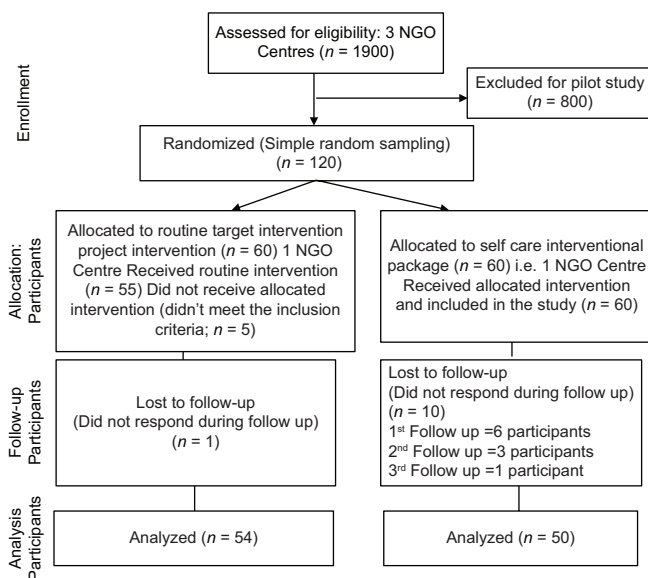 Enrollment
Assessed for eligibility: 3 NGO
Centres (n = 1900)
Excluded for pilot study
(n = 800)
Randomized (Simple random sampling)
(n = 120)
Allocation:
Participants
Allocated to routine target intervention
project intervention (n = 60) 1 NGO
Centre Received routine intervention
(n = 55) Did not receive allocated
intervention (didn't meet the inclusion
criteria; n = 5)
Allocated to self care interventional
package (n = 60) i.e. 1 NGO Centre
Received allocated intervention
and included in the study (n = 60)
Follow-up
Participants
Lost to follow-up
(Did not respond during follow up)
(n = 1)
Lost to follow-up
(Did not respond during follow up)
(n = 10)
1st Follow up =6 participants
2nd Follow up =3 participants
3rd Follow up =1 participant
Analysis
Participants
Analyzed (n = 54)
Analyzed (n = 50)